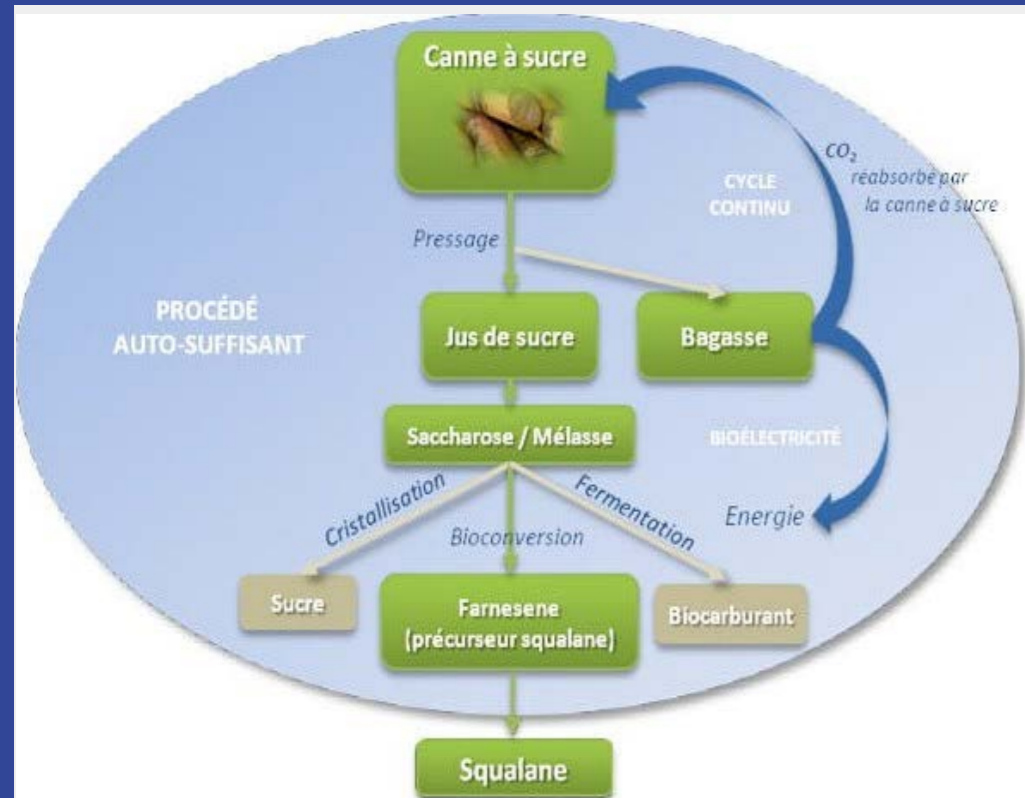 Canne à sucre
CO₂
réabsorbé par
la canne à sucre
CYCLE
CONTINU
Pressage
PROCÉDÉ
AUTO-SUFFISANT
Jus de sucre
Bagasse
Saccharose / Mélasse
BIOÉLECTRICITÉ
Cristallisation
Bioconversion
Fermentation
Energie
Sucre
Farnesene
(précurseur squalane)
Biocarburant
Squalane